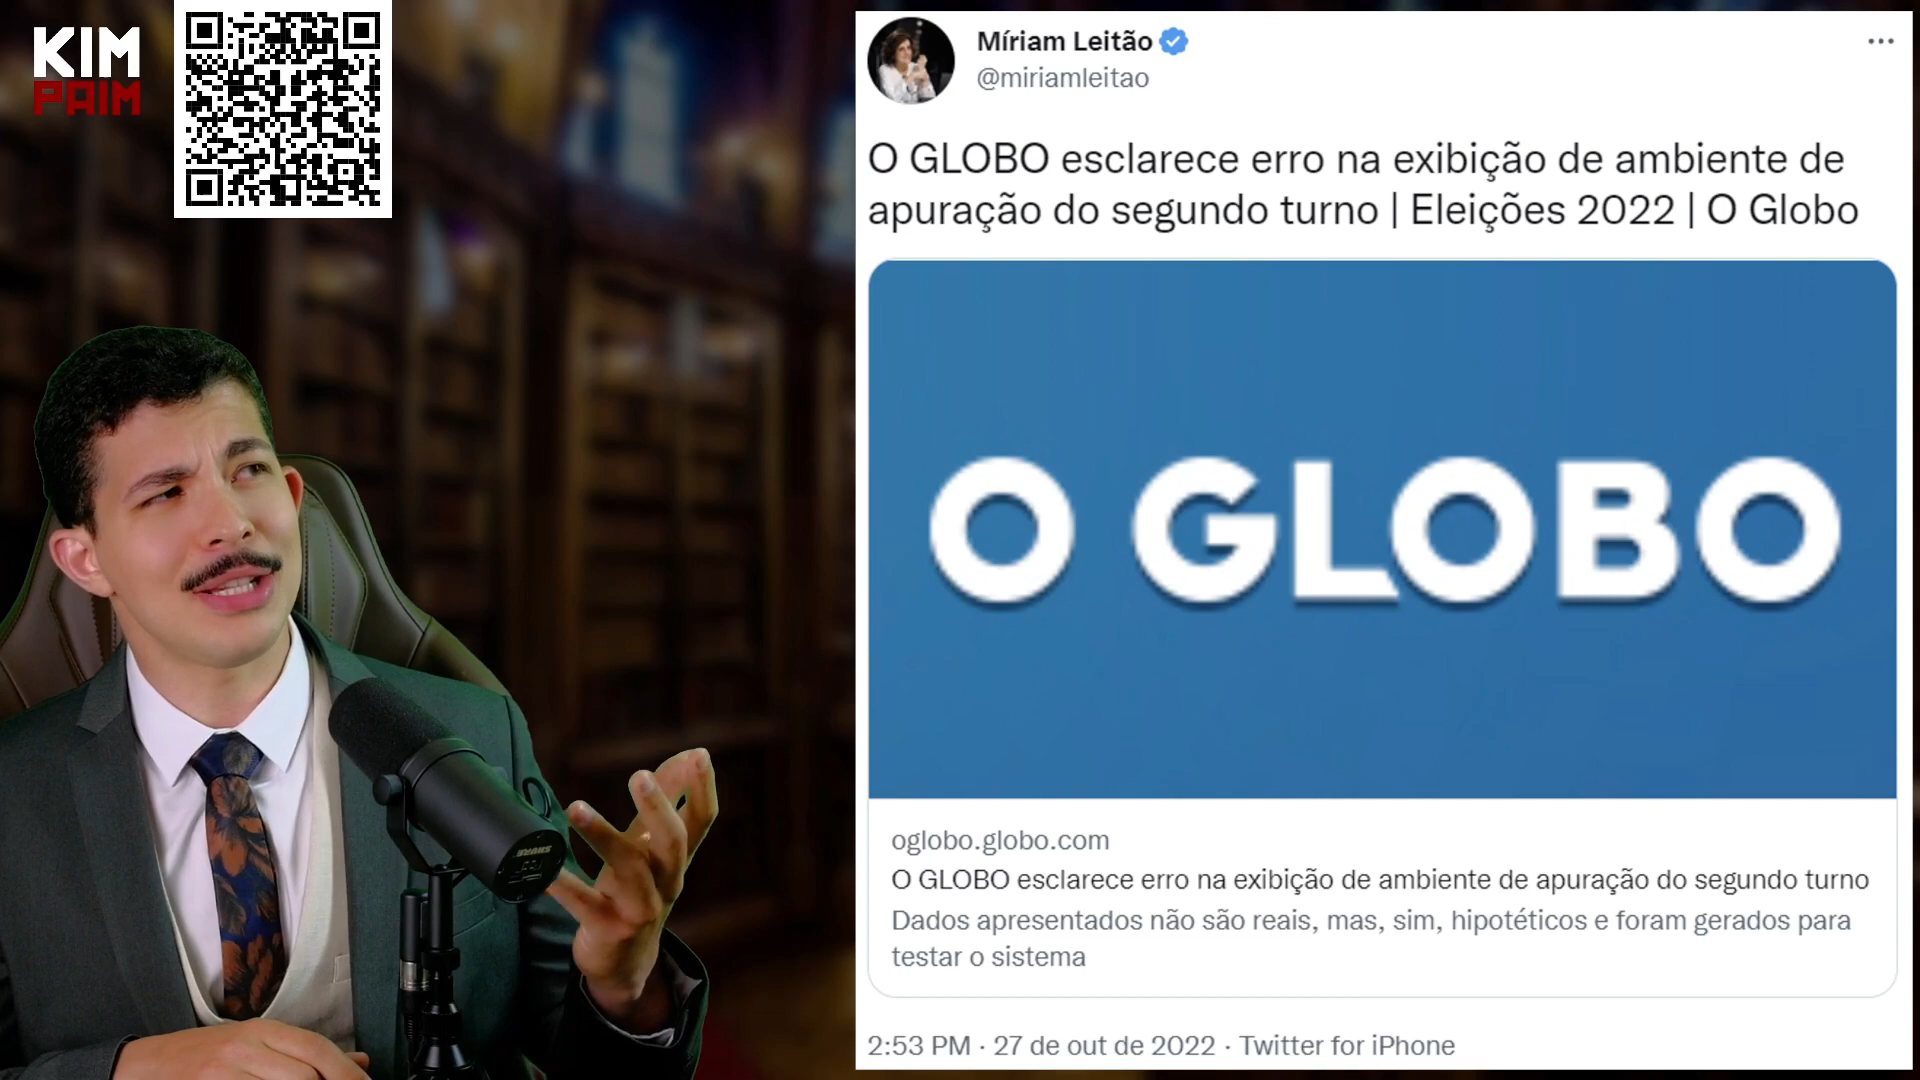 KIM
PAIM
Míriam Leitão
@miriamleitao
O GLOBO esclarece erro na exibição de ambiente de
apuração do segundo turno | Eleições 2022 | O Globo
O GLOBO
oglobo.globo.com
O GLOBO esclarece erro na exibição de ambiente de apuração do segundo turno
Dados apresentados não são reais, mas, sim, hipotéticos e foram gerados para
testar o sistema
2:53 PM · 27 de out de 2022 · Twitter for iPhone